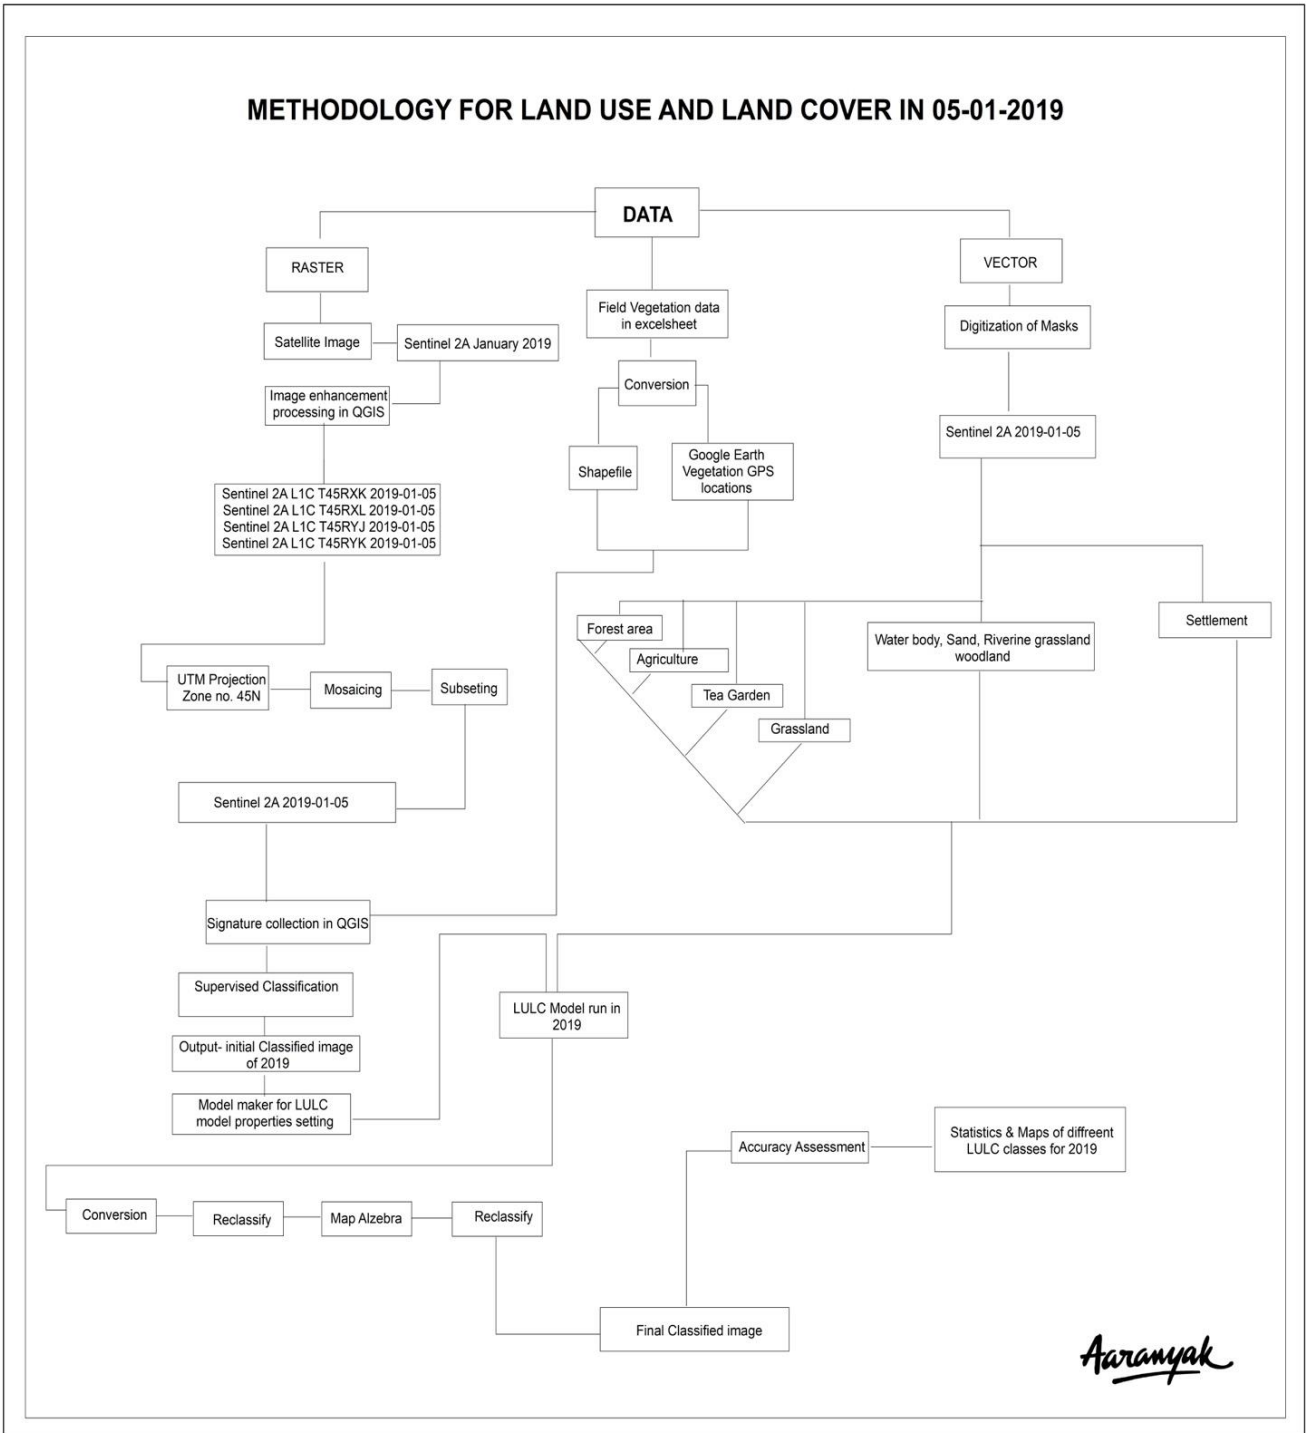 METHODOLOGY FOR LAND USE AND LAND COVER IN 05-01-2019
DATA
RASTER
VECTOR
Field Vegetation data
in excelsheet
Digitization of Masks
Satellite Image
Sentinel 2A January 2019
Conversion
Image enhancement
processing in QGIS
Sentinel 2A 2019-01-05
Shapefile
Google Earth
Vegetation GPS
locations
Sentinel 2A L1C T45RXK 2019-01-05
Sentinel 2A L1C T45RXL 2019-01-05
Sentinel 2A L1C T45RYJ 2019-01-05
Sentinel 2A L1C T45RYK 2019-01-05
Forest area
Agriculture
Tea Garden
Grassland
Water body, Sand, Riverine grassland
woodland
Settlement
UTM Projection
Zone no. 45N
Mosaicing
Subseting
Sentinel 2A 2019-01-05
Signature collection in QGIS
Supervised Classification
LULC Model run in
2019
Output- initial Classified image
of 2019
Model maker for LULC
model properties setting
Accuracy Assessment
Statistics & Maps of diffreent
LULC classes for 2019
Conversion
Reclassify
Map Alzebra
Reclassify
Final Classified image
Aaranyak